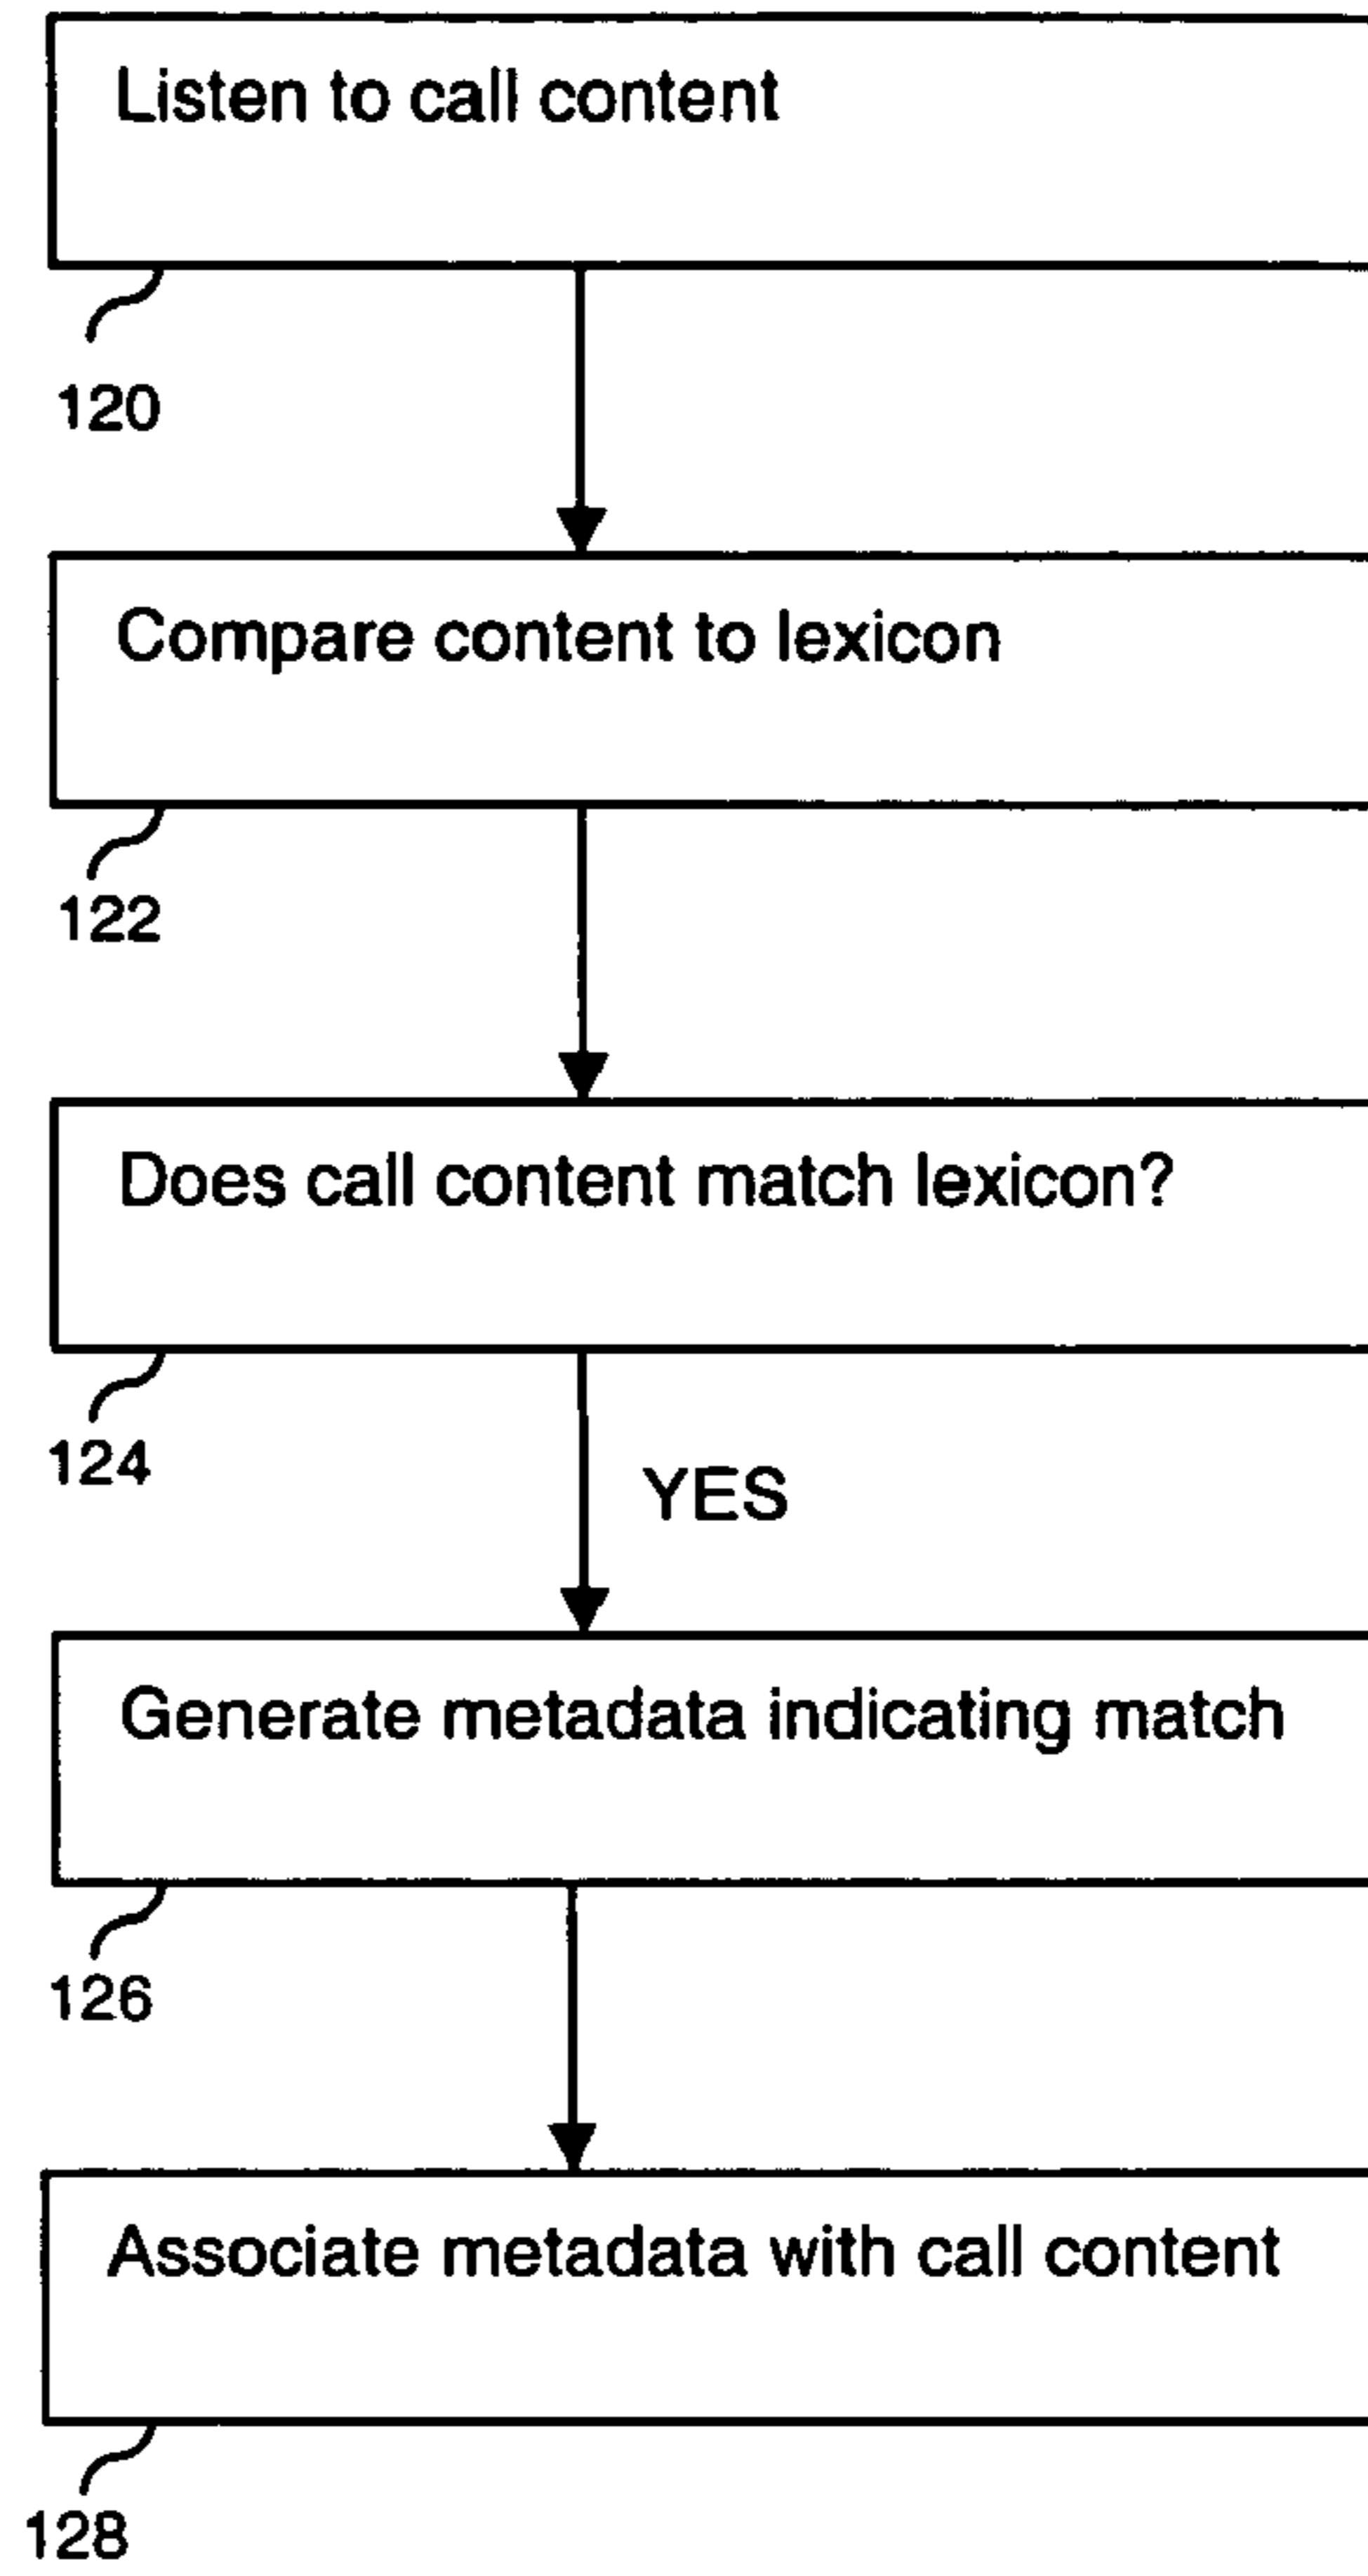 Listen to call content
120
Compare content to lexicon
122
Does call content match lexicon?
124
YES
Generate metadata indicating match
126
Associate metadata with call content
128